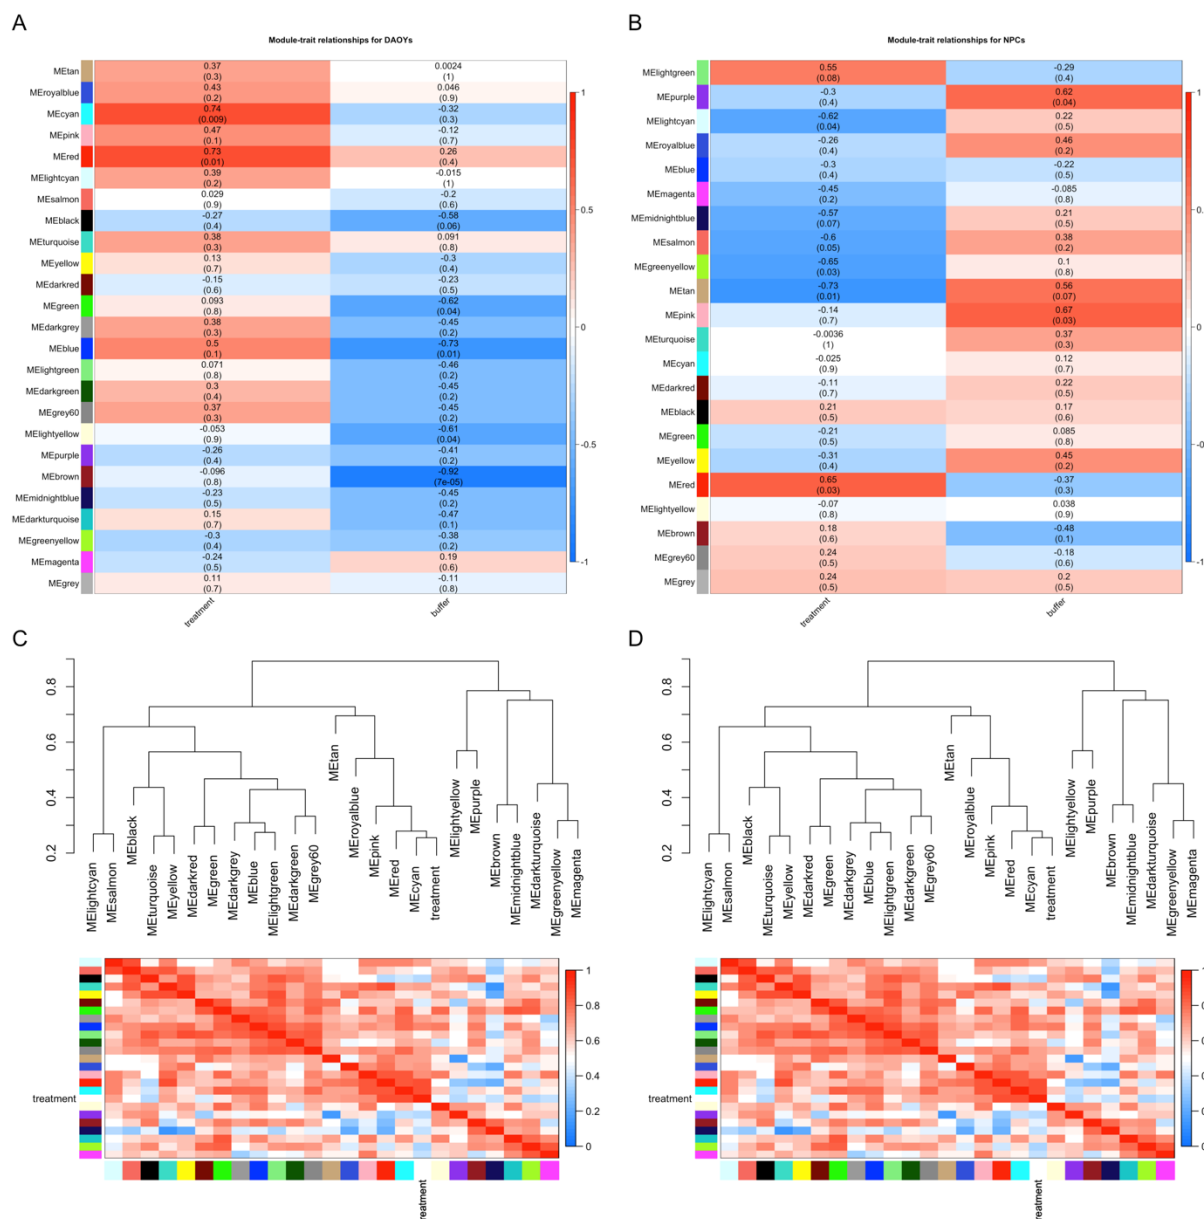 A
Module-trait relationships for DAOYs
MEtan 0.37 (0.3) 0.0024 (1)
MEroyalblue 0.43 (0.2) 0.046 (0.9)
MEcyan 0.74 (0.009) -0.32 (0.3)
MEpink 0.47 (0.1) -0.12 (0.7)
MEred 0.73 (0.01) 0.26 (0.4)
MElightcyan 0.39 (0.2) -0.015 (1)
MEsalmon 0.029 (0.9) -0.2 (0.6)
MEblack -0.27 (0.4) -0.58 (0.06)
MEturquoise 0.38 (0.3) 0.091 (0.8)
MEyellow 0.13 (0.7) -0.3 (0.4)
MEdarkred -0.15 (0.6) -0.23 (0.5)
MEgreen 0.093 (0.8) -0.62 (0.04)
MEdarkgrey 0.38 (0.3) -0.45 (0.2)
MEblue 0.5 (0.1) -0.73 (0.01)
MElightgreen 0.071 (0.8) -0.46 (0.2)
MEdarkgreen 0.3 (0.4) -0.45 (0.2)
MEgrey60 0.37 (0.3) -0.45 (0.2)
MElightyellow -0.053 (0.9) -0.61 (0.04)
MEpurple -0.26 (0.4) -0.41 (0.2)
MEbrown -0.096 (0.8) -0.92 (7e-05)
MEmidnightblue -0.23 (0.5) -0.45 (0.2)
MEdarkturquoise 0.15 (0.7) -0.47 (0.1)
MEgreenyellow -0.3 (0.4) -0.38 (0.2)
MEmagenta -0.24 (0.5) 0.19 (0.6)
MEgrey 0.11 (0.7) -0.11 (0.8)
treatment buffer
1
0.5
0
-0.5
-1
B
Module-trait relationships for NPCs
MElightgreen 0.55 (0.08) -0.29 (0.4)
MEpurple -0.3 (0.4) 0.62 (0.04)
MElightcyan -0.62 (0.04) 0.22 (0.5)
MEroyalblue -0.26 (0.4) 0.46 (0.2)
MEblue -0.3 (0.4) -0.22 (0.5)
MEmagenta -0.45 (0.2) -0.085 (0.8)
MEmidnightblue -0.57 (0.07) 0.21 (0.5)
MEsalmon -0.6 (0.05) 0.38 (0.2)
MEgreenyellow -0.65 (0.03) 0.1 (0.8)
MEtan -0.73 (0.01) 0.56 (0.07)
MEpink -0.14 (0.7) 0.67 (0.03)
MEturquoise -0.0036 (1) 0.37 (0.3)
MEcyan -0.025 (0.9) 0.12 (0.7)
MEdarkred -0.11 (0.7) 0.22 (0.5)
MEblack 0.21 (0.5) 0.17 (0.6)
MEgreen -0.21 (0.5) 0.085 (0.8)
MEyellow -0.31 (0.4) 0.45 (0.2)
MEred 0.65 (0.03) -0.37 (0.3)
MElightyellow -0.07 (0.8) 0.038 (0.9)
MEbrown 0.18 (0.6) -0.48 (0.1)
MEgrey60 0.24 (0.5) -0.18 (0.6)
MEgrey 0.24 (0.5) 0.2 (0.5)
treatment buffer
1
0.5
0
-0.5
-1
C
0.8
0.6
0.4
0.2
MElightcyan
MEsalmon
MEblack
MEturquoise
MEyellow
MEdarkred
MEgreen
MEdarkgrey
MEblue
MElightgreen
MEdarkgreen
MEgrey60
MEtan
MEroyalblue
MEpink
MEred
MEcyan
treatment
MElightyellow
MEpurple
MEbrown
MEmidnightblue
MEdarkturquoise
MEgreenyellow
MEmagenta
treatment
treatment
1
0.8
0.6
0.4
0.2
0
D
0.8
0.6
0.4
0.2
MElightcyan
MEsalmon
MEblack
MEturquoise
MEyellow
MEdarkred
MEgreen
MEdarkgrey
MEblue
MElightgreen
MEdarkgreen
MEgrey60
MEtan
MEroyalblue
MEpink
MEred
MEcyan
treatment
MElightyellow
MEpurple
MEbrown
MEmidnightblue
MEdarkturquoise
MEgreenyellow
MEmagenta
treatment
treatment
1
0.8
0.6
0.4
0.2
0